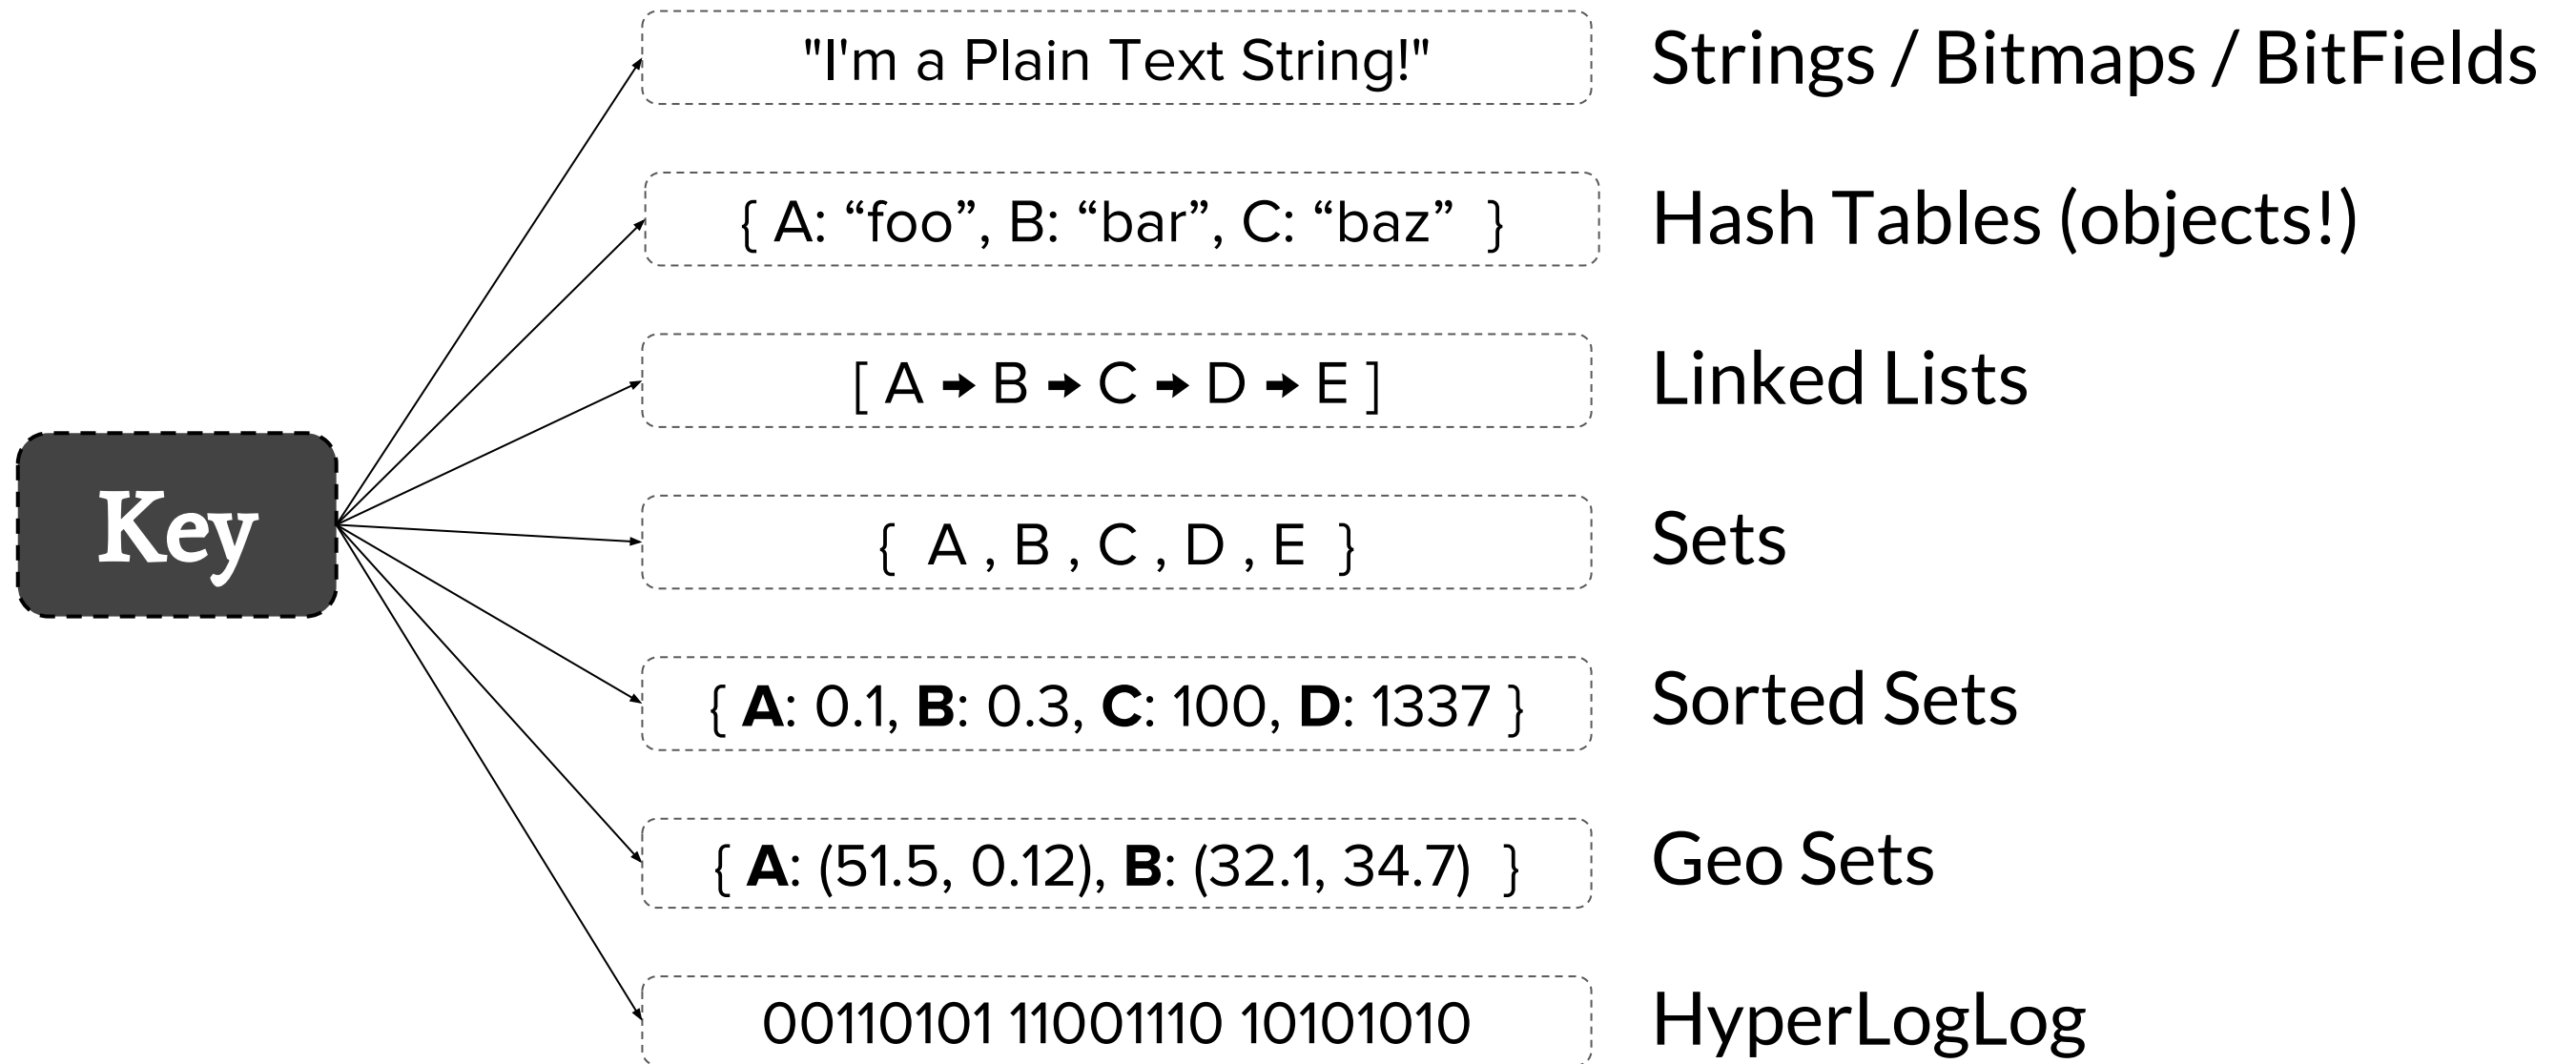 "I'm a Plain Text String!"
Strings / Bitmaps / BitFields
{ A: “foo”, B: “bar”, C: “baz” }
Hash Tables (objects!)
[ A → B → C → D → E ]
Linked Lists
Key
{ A , B , C , D , E }
Sets
{ A: 0.1, B: 0.3, C: 100, D: 1337 }
Sorted Sets
{ A: (51.5, 0.12), B: (32.1, 34.7) }
Geo Sets
00110101 11001110 10101010
HyperLogLog